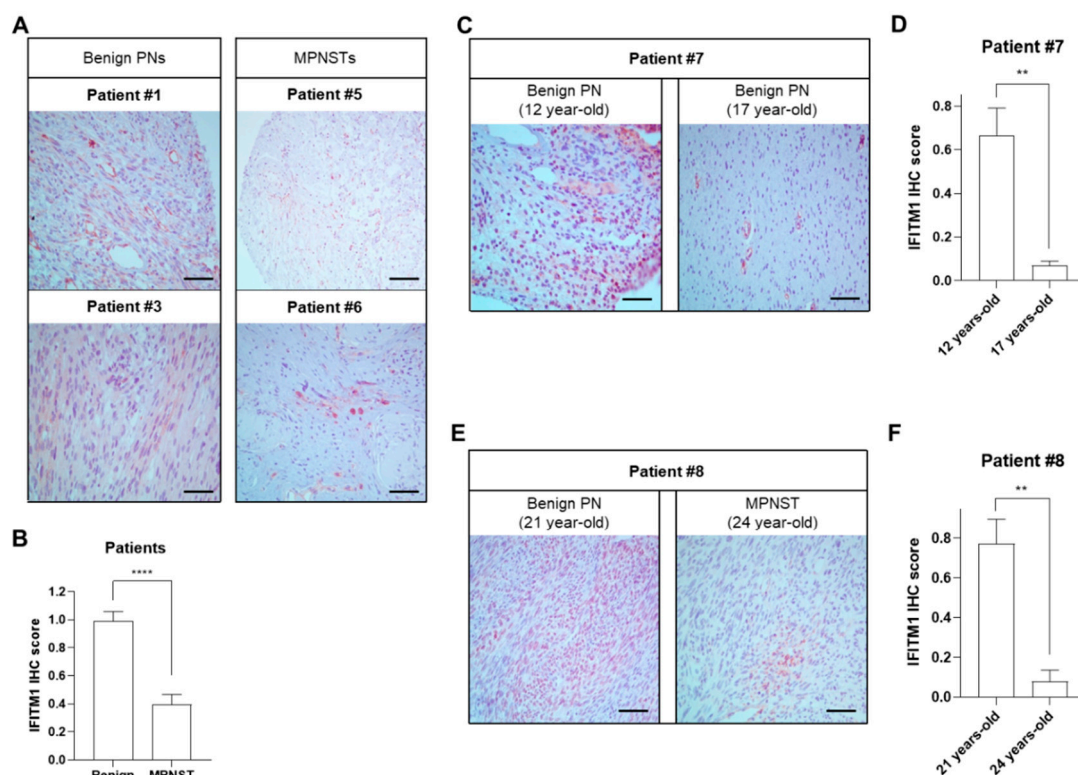 A
Benign PNs
MPNSTs
Patient #1
Patient #5
Patient #3
Patient #6
B
Patients
****
IFITM1 IHC score
1.2
1.0
0.8
0.6
0.4
0.2
0.0
Benign
MPNST
C
Patient #7
Benign PN
(12 year-old)
Benign PN
(17 year-old)
D
Patient #7
**
IFITM1 IHC score
0.8
0.6
0.4
0.2
0.0
12 years-old
17 years-old
E
Patient #8
Benign PN
(21 year-old)
MPNST
(24 year-old)
F
Patient #8
**
IFITM1 IHC score
0.8
0.6
0.4
0.2
0.0
21 years-old
24 years-old